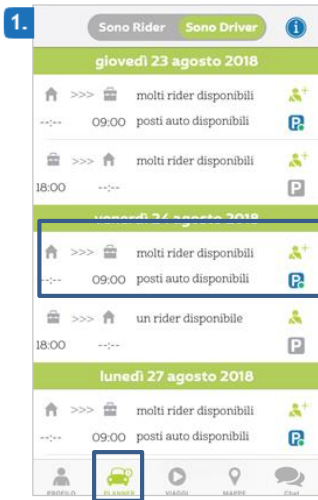 1.
Sono Rider Sono Driver i
giovedì 23 agosto 2018
>>> molti rider disponibili
--:-- 09:00 posti auto disponibili P
>>> molti rider disponibili
18:00 --:-- P
venerdì 24 agosto 2018
>>> molti rider disponibili
--:-- 09:00 posti auto disponibili P
>>> un rider disponibile
18:00 --:-- P
lunedì 27 agosto 2018
>>> molti rider disponibili
--:-- 09:00 posti auto disponibili P
PROFILO PLANNER VIAGGI MAPPE Chat